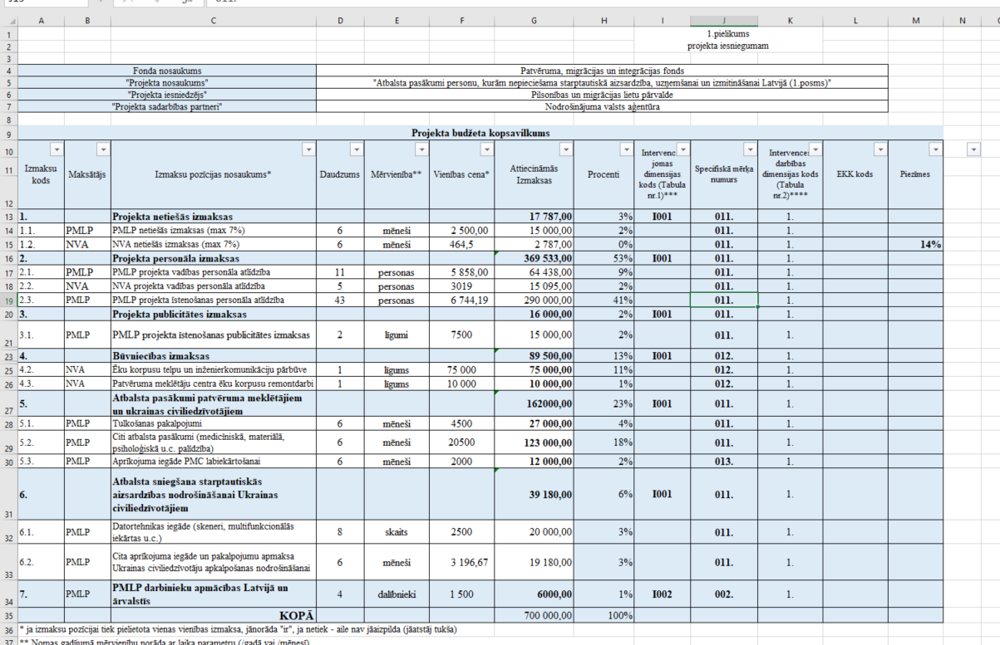 A B C D E F G H I J K L M N
1 1.pielikums
2 projekta iesniegumam
3
4 Fonda nosaukums Patvēruma, migrācijas un integrācijas fonds
5 "Projekta nosaukums" "Atbalsta pasākumi personu, kurām nepieciešama starptautiskā aizsardzība, uzņemšanai un izmitināšanai Latvijā (1.posms)"
6 "Projekta iesniedzējs" Pilsonības un migrācijas lietu pārvalde
7 "Projekta sadarbības partneri" Nodrošinājuma valsts aģentūra
8
9 Projekta budžeta kopsavilkums
10
11
12
Izmaksu kods
Maksātājs
Izmaksu pozīcijas nosaukums*
Daudzums
Mērvienība**
Vienības cena*
Attiecināmās Izmaksas
Procenti
jomas dimensijas kods (Tabula nr.1)***
Specifiskā mērķa numurs
darbības dimensijas kods (Tabula nr.2)****
EKK kods
Piezīmes
13 1. Projekta netiešās izmaksas 17 787,00 3% I001 011. 1.
14 1.1. PMLP PMLP netiešās izmaksas (max 7%) 6 mēneši 2 500,00 15 000,00 2% 011. 1.
15 1.2. NVA NVA netiešās izmaksas (max 7%) 6 mēneši 464,5 2 787,00 0% 011. 1. 14%
16 2. Projekta personāla izmaksas 369 533,00 53% I001 011. 1.
17 2.1. PMLP PMLP projekta vadības personāla atlīdzība 11 personas 5 858,00 64 438,00 9% 011. 1.
18 2.2. NVA NVA projekta vadības personāla atlīdzība 5 personas 3019 15 095,00 2% 011. 1.
19 2.3. PMLP PMLP projekta īstenošanas personāla atlīdzība 43 personas 6 744,19 290 000,00 41% 011. 1.
20 3. Projekta publicitātes izmaksas 16 000,00 2% I001 011. 1.
21 3.1. PMLP PMLP projekta īstenošanas publicitātes izmaksas 2 līgumi 7500 15 000,00 2% 011. 1.
23 4. Būvniecības izmaksas 89 500,00 13% I001 012. 1.
25 4.2. NVA Ēku korpusu telpu un inženierkomunikāciju pārbūve 1 līgums 75 000 75 000,00 11% 012. 1.
26 4.3. NVA Patvēruma meklētāju centra ēku korpusu remontdarbi 1 līgums 10 000 10 000,00 1% 012. 1.
27 5. Atbalsta pasākumi patvēruma meklētājiem un ukrainas civiliedzīvotājiem 162000,00 23% I001 011. 1.
28 5.1. PMLP Tulkošanas pakalpojumi 6 mēneši 4500 27 000,00 4% 011. 1.
29 5.2. PMLP Citi atbalsta pasākumi (medicīniskā, materiālā, psiholoģiskā u.c. palīdzība) 6 mēneši 20500 123 000,00 18% 011. 1.
30 5.3. PMLP Aprīkojuma iegāde PMC labiekārtošanai 6 mēneši 2000 12 000,00 2% 013. 1.
31 6. Atbalsta sniegšana starptautiskās aizsardzības nodrošināšanai Ukrainas civiliedzīvotājiem 39 180,00 6% I001 011. 1.
32 6.1. PMLP Datortehnikas iegāde (skeneri, multifunkcionālās iekārtas u.c.) 8 skaits 2500 20 000,00 3% 011. 1.
33 6.2. PMLP Cita aprīkojuma iegāde un pakalpojumu apmaksa Ukrainas civiliedzīvotāju apkalpošanas nodrošināšanai 6 mēneši 3 196,67 19 180,00 3% 011. 1.
34 7. PMLP PMLP darbinieku apmācības Latvijā un ārvalstīs 4 dalībnieki 1 500 6000,00 1% I002 002. 1.
35 KOPĀ 700 000,00 100%
36 * ja izmaksu pozīcijai tiek pielietota vienas vienības izmaksa, jānorāda "ir", ja netiek - aile nav jāaizpilda (jāatstāj tukša)
37 ** Nomas gadījumā mērvienību norāda ar laika parametru (/gadā vai /mēnesī)